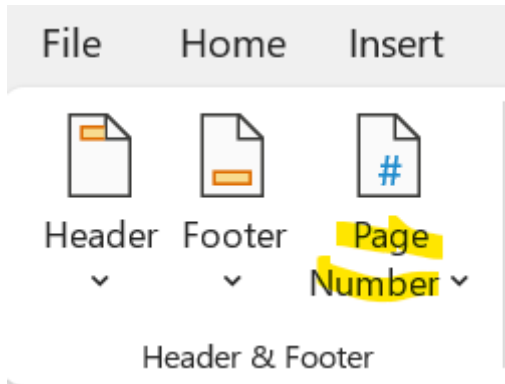 File Home Insert
#
Header Footer Page
Number
Header & Footer